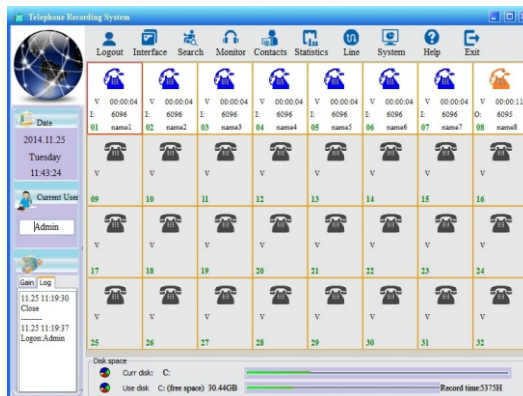 Telephone Recording System
Logout Interface Search Monitor Contacts Statistics Line System Help Exit
V 00:00:04 V 00:00:04 V 00:00:04 V 00:00:04 V 00:00:04 V 00:00:04 V 00:00:04 V 00:00:11
I: 6096 I: 6096 I: 6096 I: 6096 I: 6096 I: 6096 I: 6096 O: 6095
01 name1 02 name2 03 name3 04 name4 05 name5 06 name6 07 name7 08 name8
V V V V V V V V
09 10 11 12 13 14 15 16
V V V V V V V V
17 18 19 20 21 22 23 24
V V V V V V V V
25 26 27 28 29 30 31 32
Date
2014.11.25
Tuesday
11:43:24
Current User
Admin
Gain Log
11.25 11:19:30
Close
--------
11.25 11:19:37
Logon:Admin
Disk space
Curr disk: C:
Use disk C: (free space) 30.44GB Record time:5375H